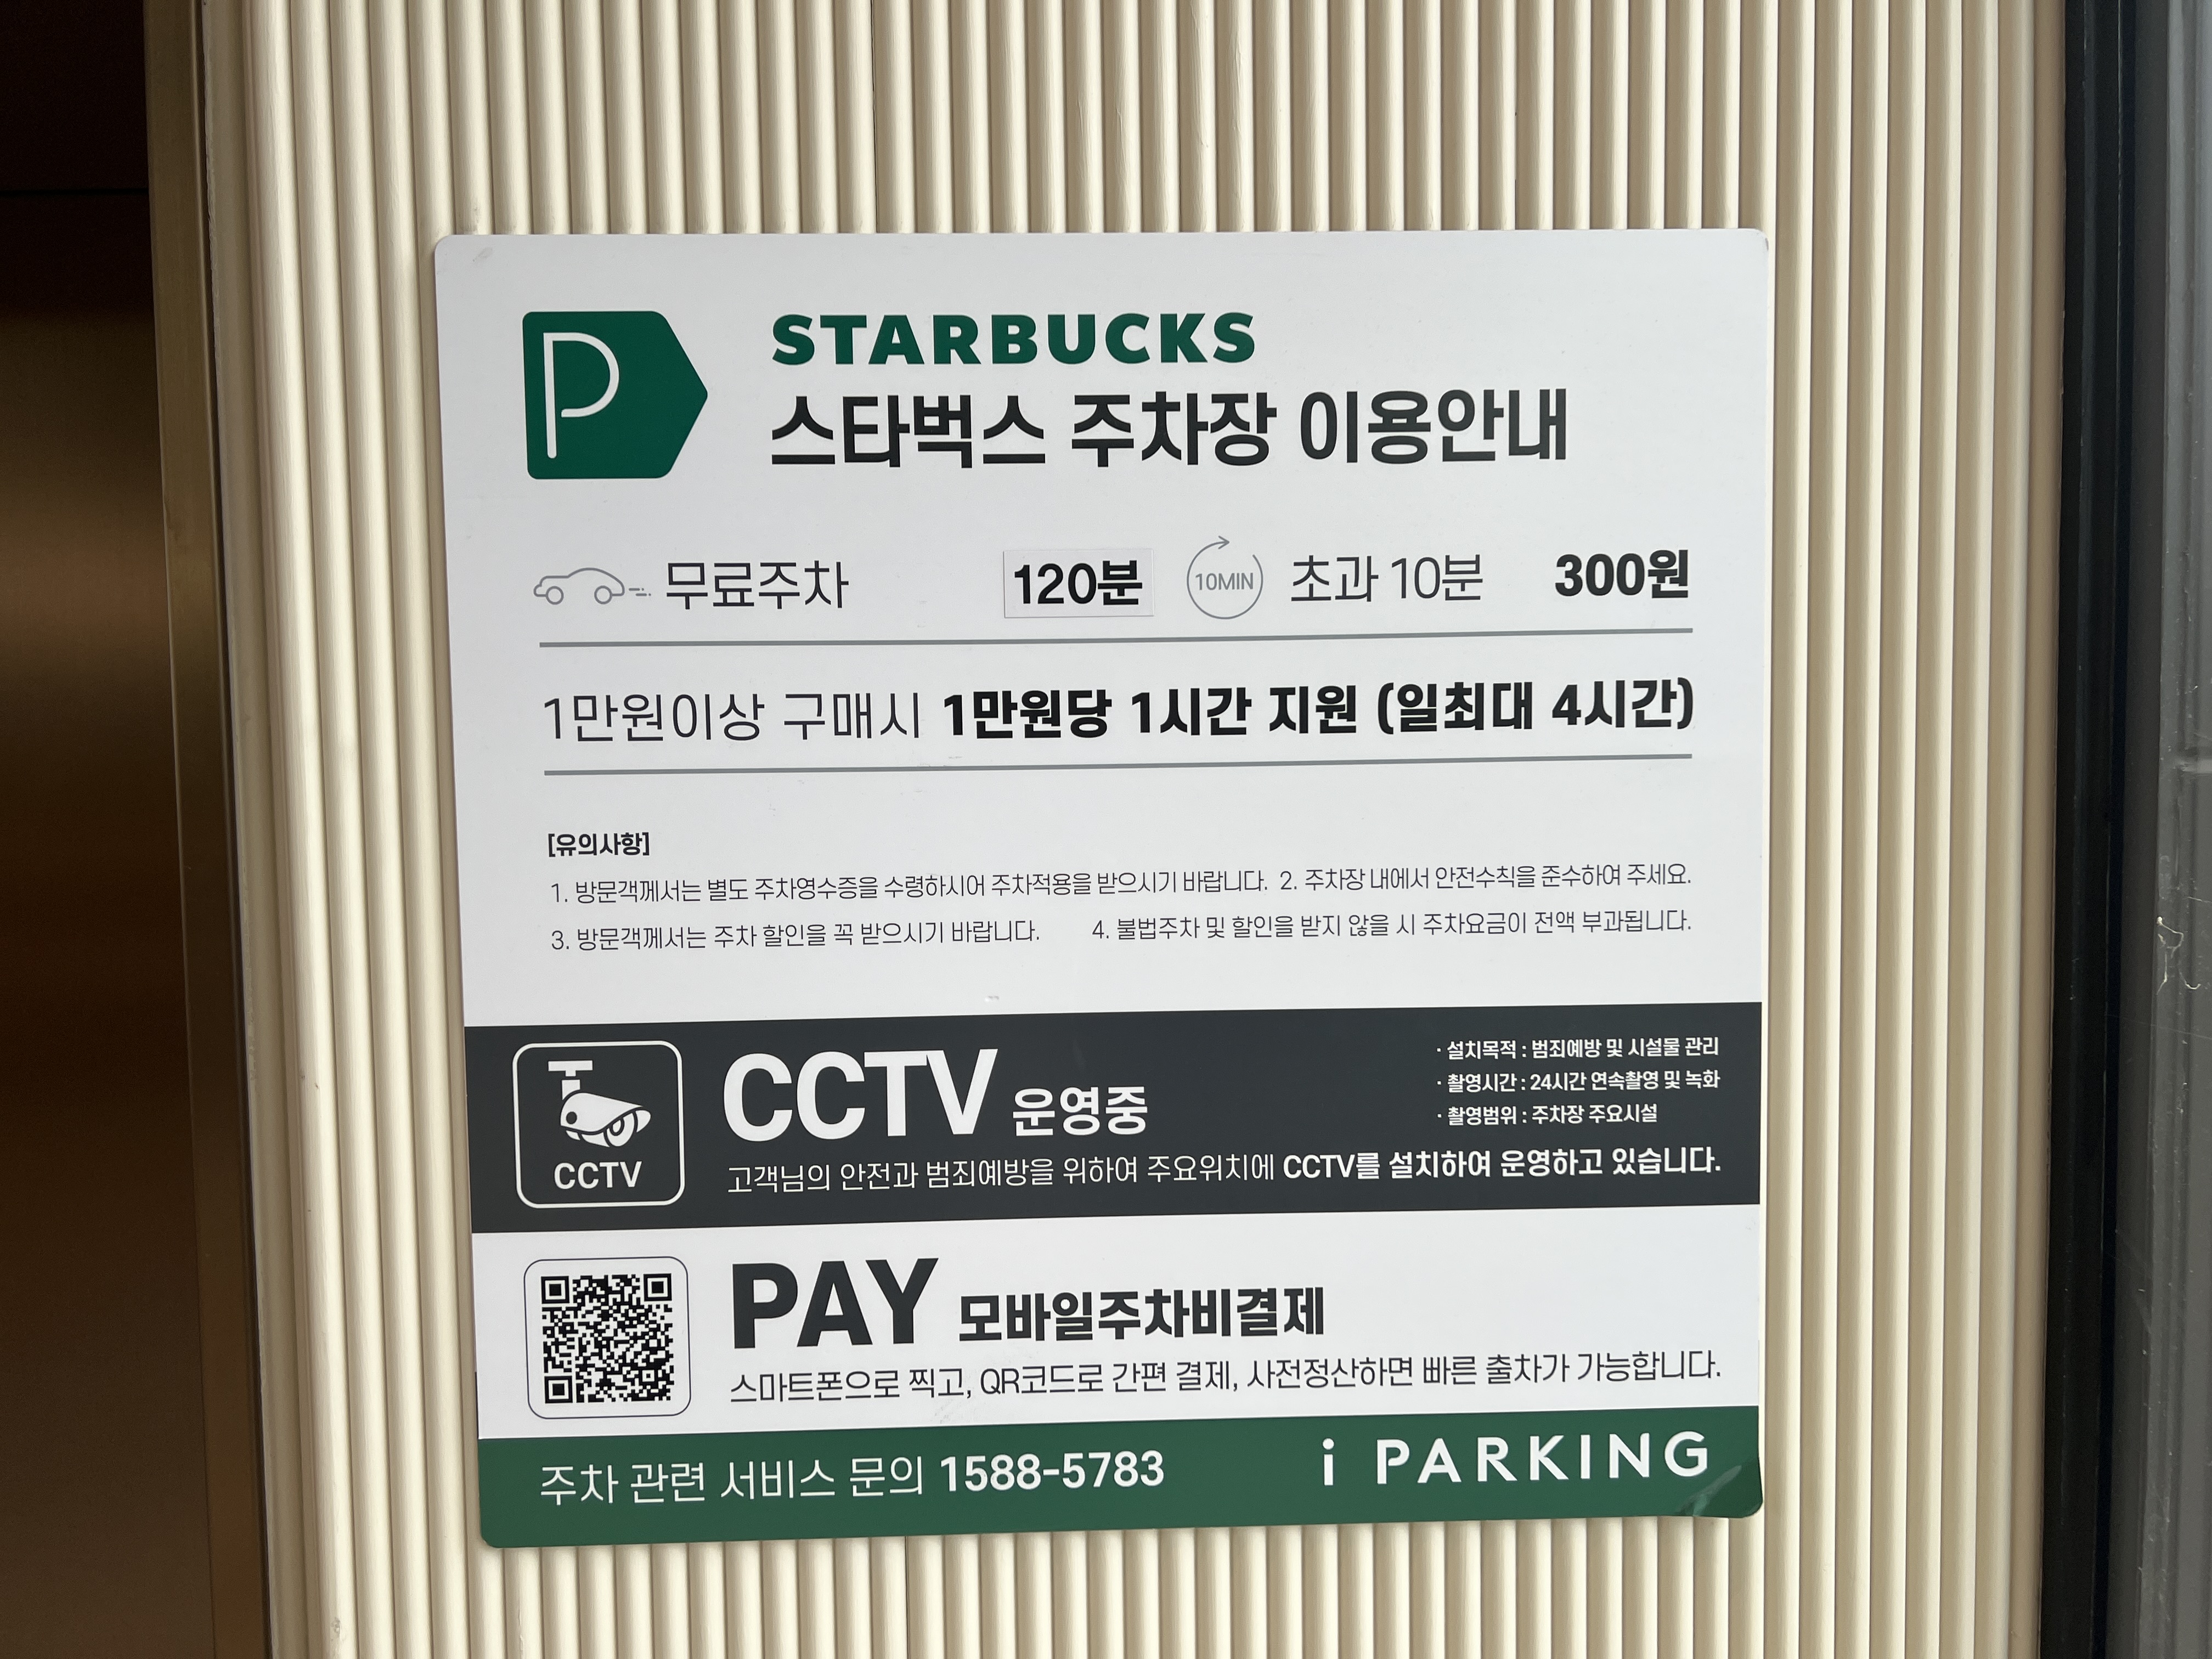 P
STARBUCKS
스타벅스 주차장 이용안내
무료주차 120분 10MIN 초과 10분 300원
1만원이상 구매시 1만원당 1시간 지원 (일최대 4시간)
[유의사항]
1. 방문객께서는 별도 주차영수증을 수령하시어 주차적용을 받으시기 바랍니다. 2. 주차장 내에서 안전수칙을 준수하여 주세요.
3. 방문객께서는 주차 할인을 꼭 받으시기 바랍니다. 4. 불법주차 및 할인을 받지 않을 시 주차요금이 전액 부과됩니다.
CCTV
CCTV 운영중
· 설치목적 : 범죄예방 및 시설물 관리
· 촬영시간 : 24시간 연속촬영 및 녹화
· 촬영범위 : 주차장 주요시설
고객님의 안전과 범죄예방을 위하여 주요위치에 CCTV를 설치하여 운영하고 있습니다.
PAY 모바일주차비결제
스마트폰으로 찍고, QR코드로 간편 결제, 사전정산하면 빠른 출차가 가능합니다.
주차 관련 서비스 문의 1588-5783 i PARKING